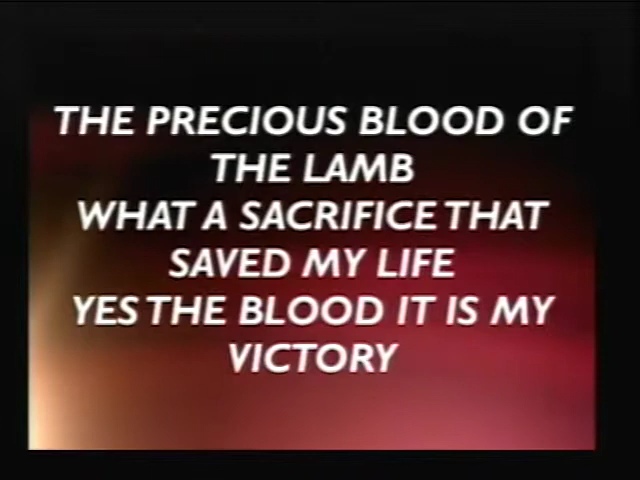 THE PRECIOUS BLOOD OF
THE LAMB
WHAT A SACRIFICE THAT
SAVED MY LIFE
YES THE BLOOD IT IS MY
VICTORY